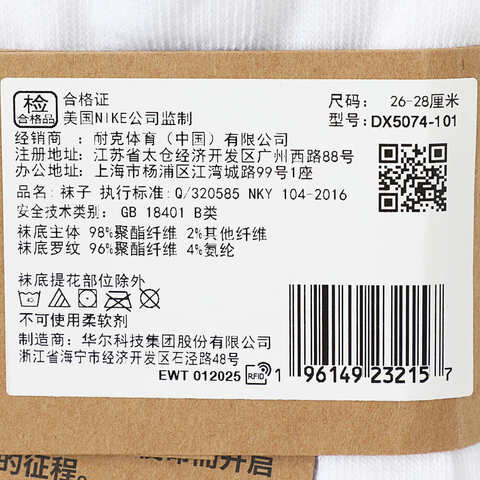 检
合格品
合格证
美国NIKE公司监制
尺码： 26-28厘米
型号: DX5074-101
经销商 ：耐克体育（中国）有限公司
注册地址：江苏省太仓经济开发区广州西路88号
办公地址：上海市杨浦区江湾城路99号1座
品名: 袜子 执行标准: Q/320585 NKY 104-2016
安全技术类别: GB 18401 B类
袜底主体 98%聚酯纤维 2%其他纤维
袜底罗纹 96%聚酯纤维 4%氨纶
袜底提花部位除外
不可使用柔软剂
制造商: 华尔科技集团股份有限公司
浙江省海宁市经济开发区石泾路48号
EWT 012025 RFID
1 96149 23215 7
的征程。